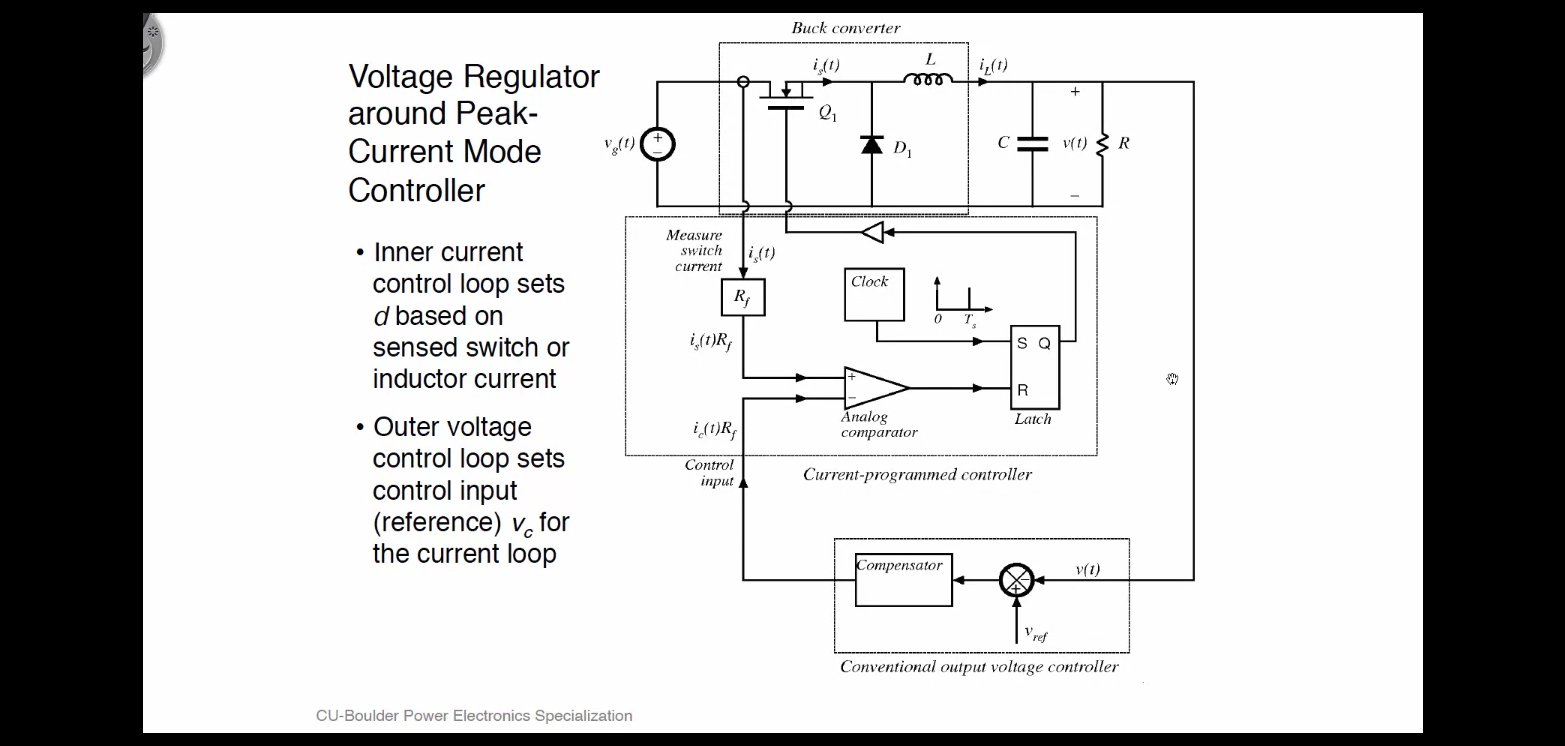 Voltage Regulator
around Peak-
Current Mode
Controller
• Inner current
control loop sets
d based on
sensed switch or
inductor current
• Outer voltage
control loop sets
control input
(reference) v_c for
the current loop
Buck converter
i_s(t)
L
i_L(t)
Q_1
v_g(t)
+
−
D_1
C
+
v(t)
−
R
Measure
switch
current
i_s(t)
R_f
Clock
0
T_s
i_s(t)R_f
S Q
R
Latch
+
−
Analog
comparator
i_c(t)R_f
Control
input
Current-programmed controller
Compensator
−
+
v(t)
v_ref
Conventional output voltage controller
CU-Boulder Power Electronics Specialization